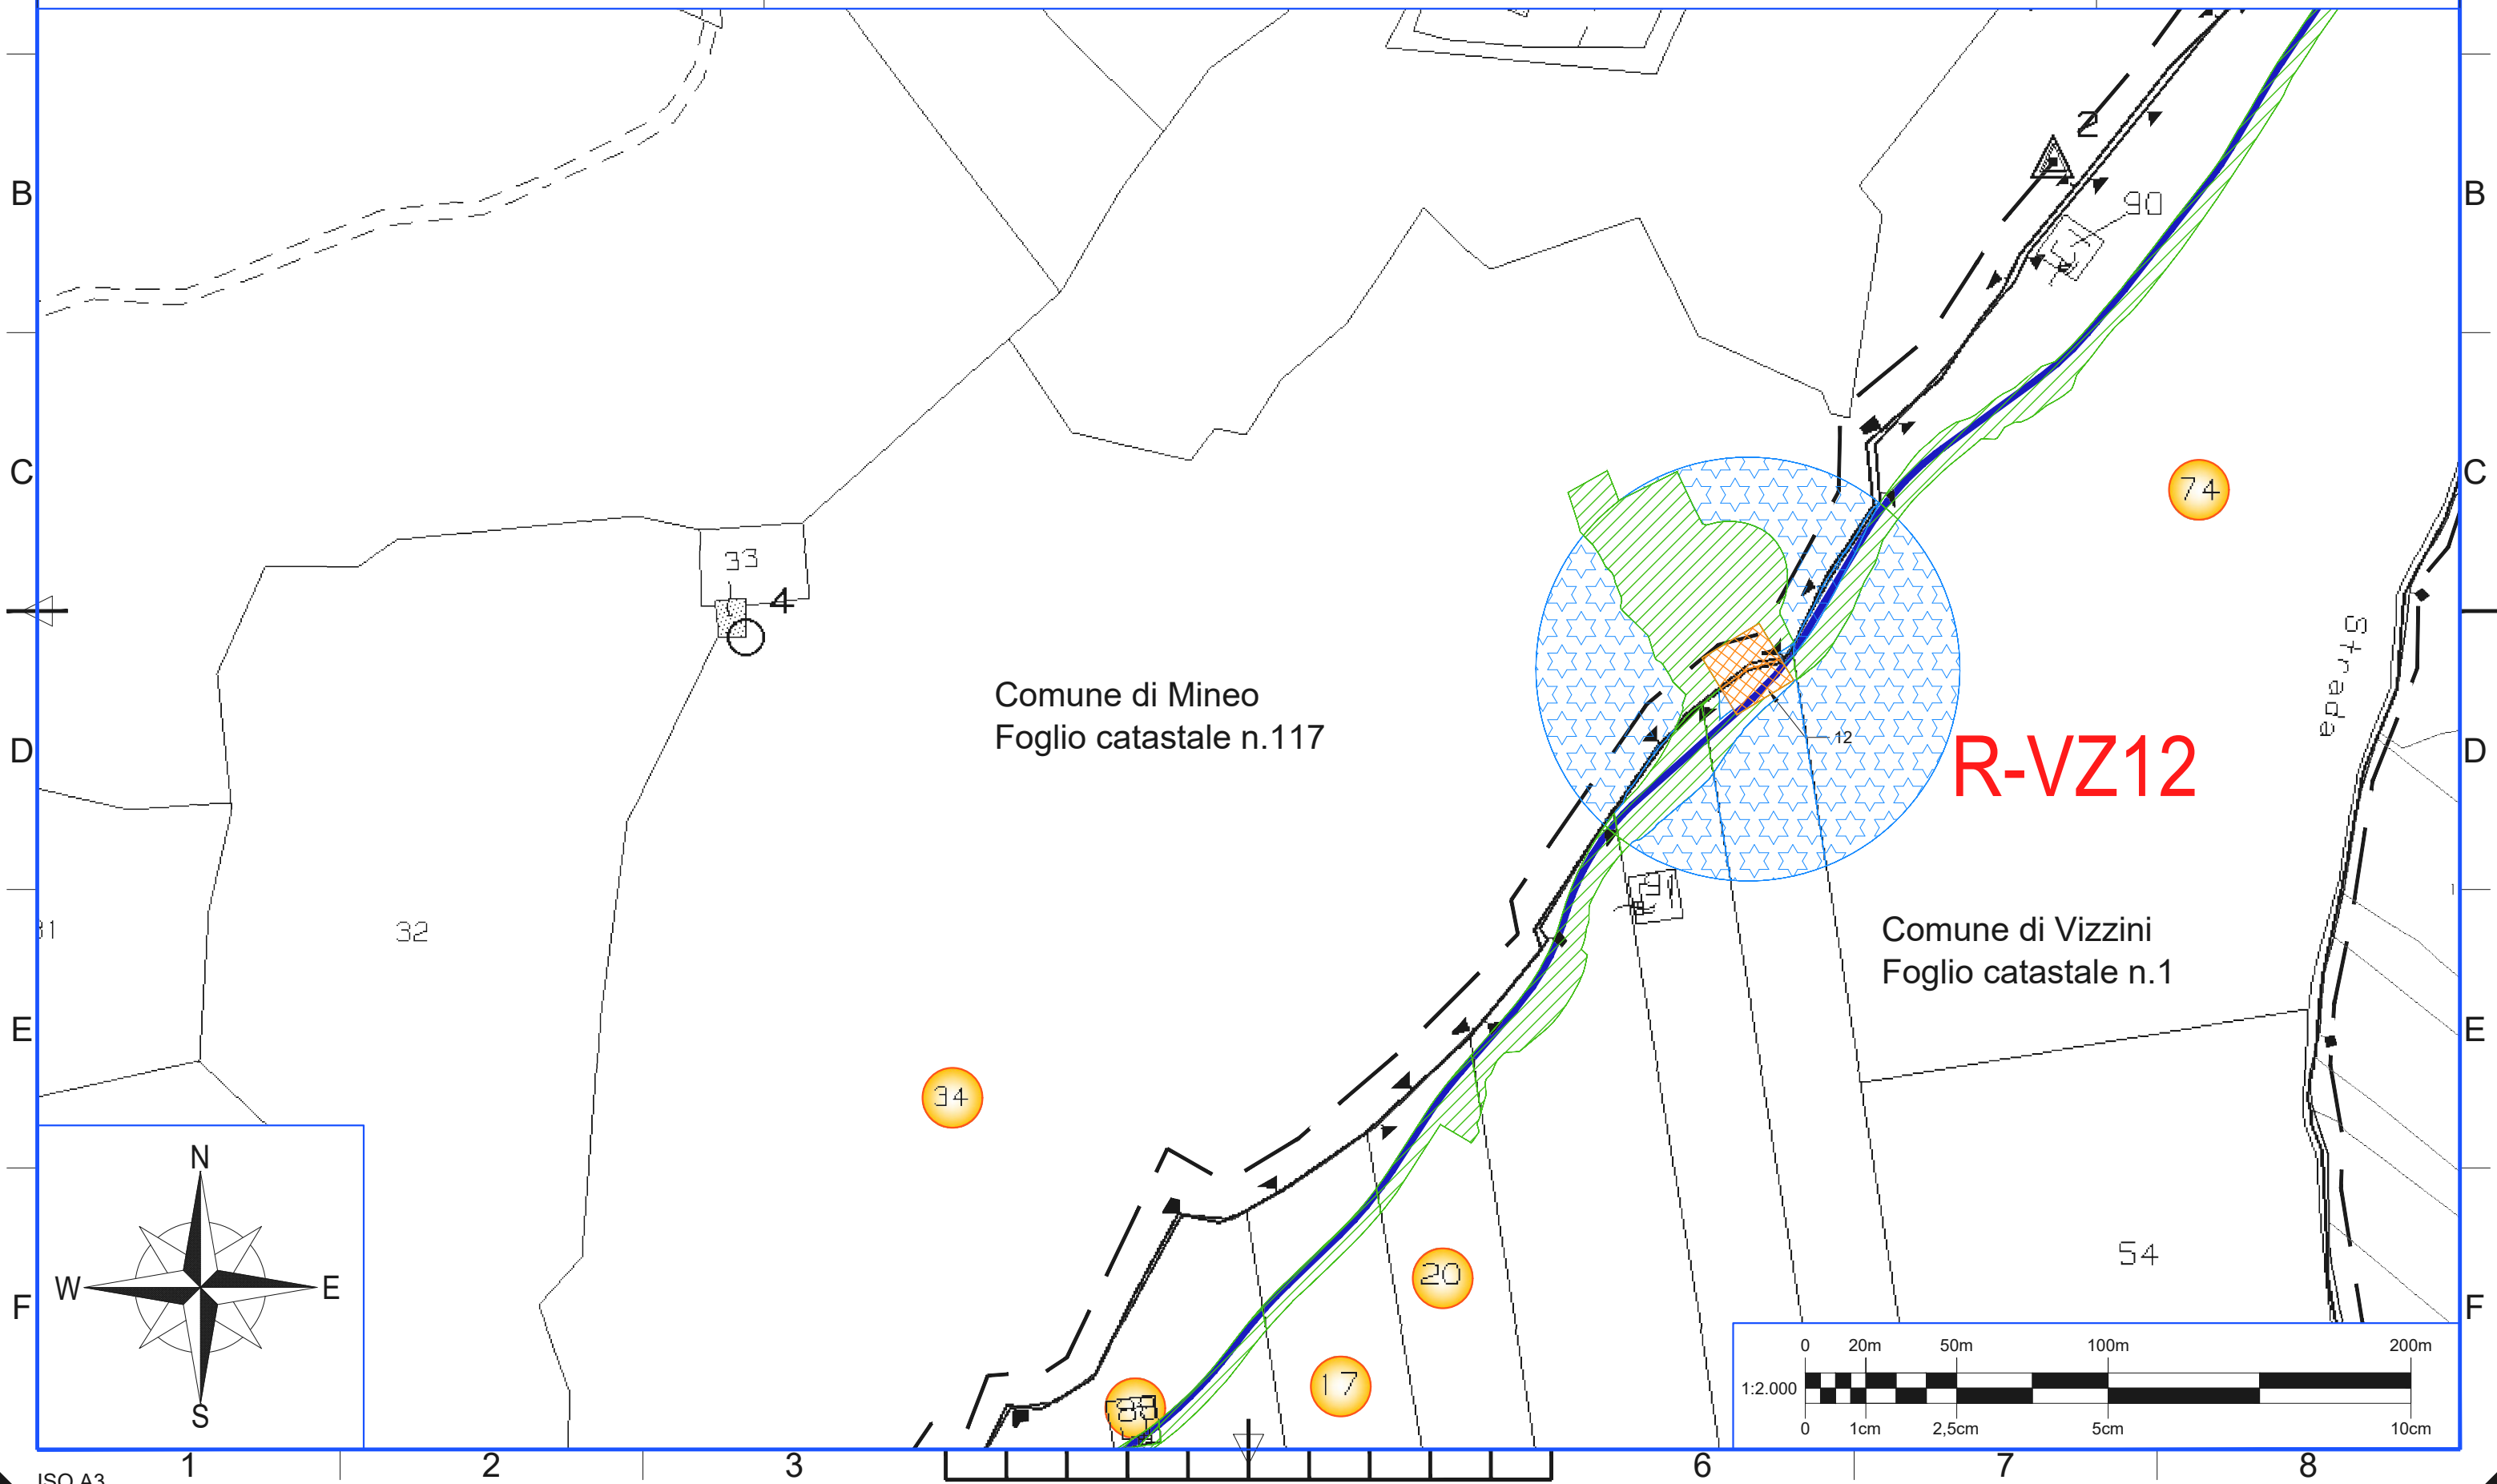 B
B
2
90
C
C
74
33
4
Strada
Comune di Mineo
Foglio catastale n.117
12
R-VZ12
D
D
32
Comune di Vizzini
Foglio catastale n.1
E
E
34
N
W
E
S
20
54
17
F
F
0 20m 50m 100m 200m
1:2.000
0 1cm 2,5cm 5cm 10cm
1 2 3 6 7 8
ISO A3